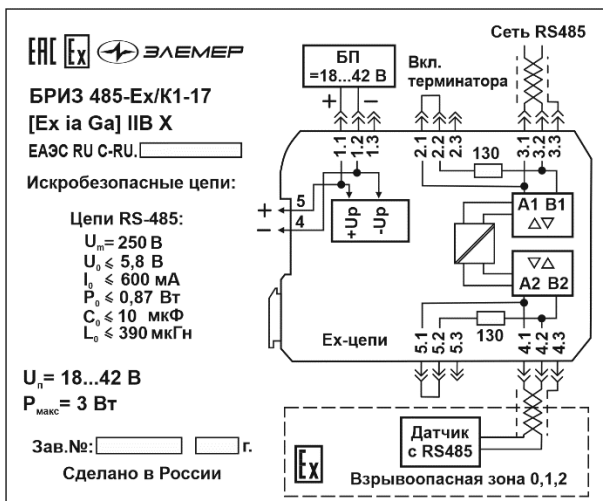 EAC Ex ЭЛЕМЕР
БРИЗ 485-Ex/К1-17
[Ex ia Ga] IIB X
ЕАЭС RU C-RU.
Искробезопасные цепи:
Цепи RS-485:
Um= 250 В
U0 ⩽ 5,8 В
I0 ⩽ 600 мА
P0 ⩽ 0,87 Вт
C0 ⩽ 10 мкФ
L0 ⩽ 390 мкГн
Uп= 18...42 В
Pмакс= 3 Вт
Зав.№: г.
Сделано в России
Сеть RS485
БП
=18...42 В
Вкл.
терминатора
+ −
1.1 1.2 1.3 2.1 2.2 2.3 3.1 3.2 3.3
130
+ 5
− 4
+Up -Up
A1 B1
△▽
▽△
A2 B2
Ex-цепи
5.1 5.2 5.3 130 4.1 4.2 4.3
Датчик
с RS485
Ex
Взрывоопасная зона 0,1,2